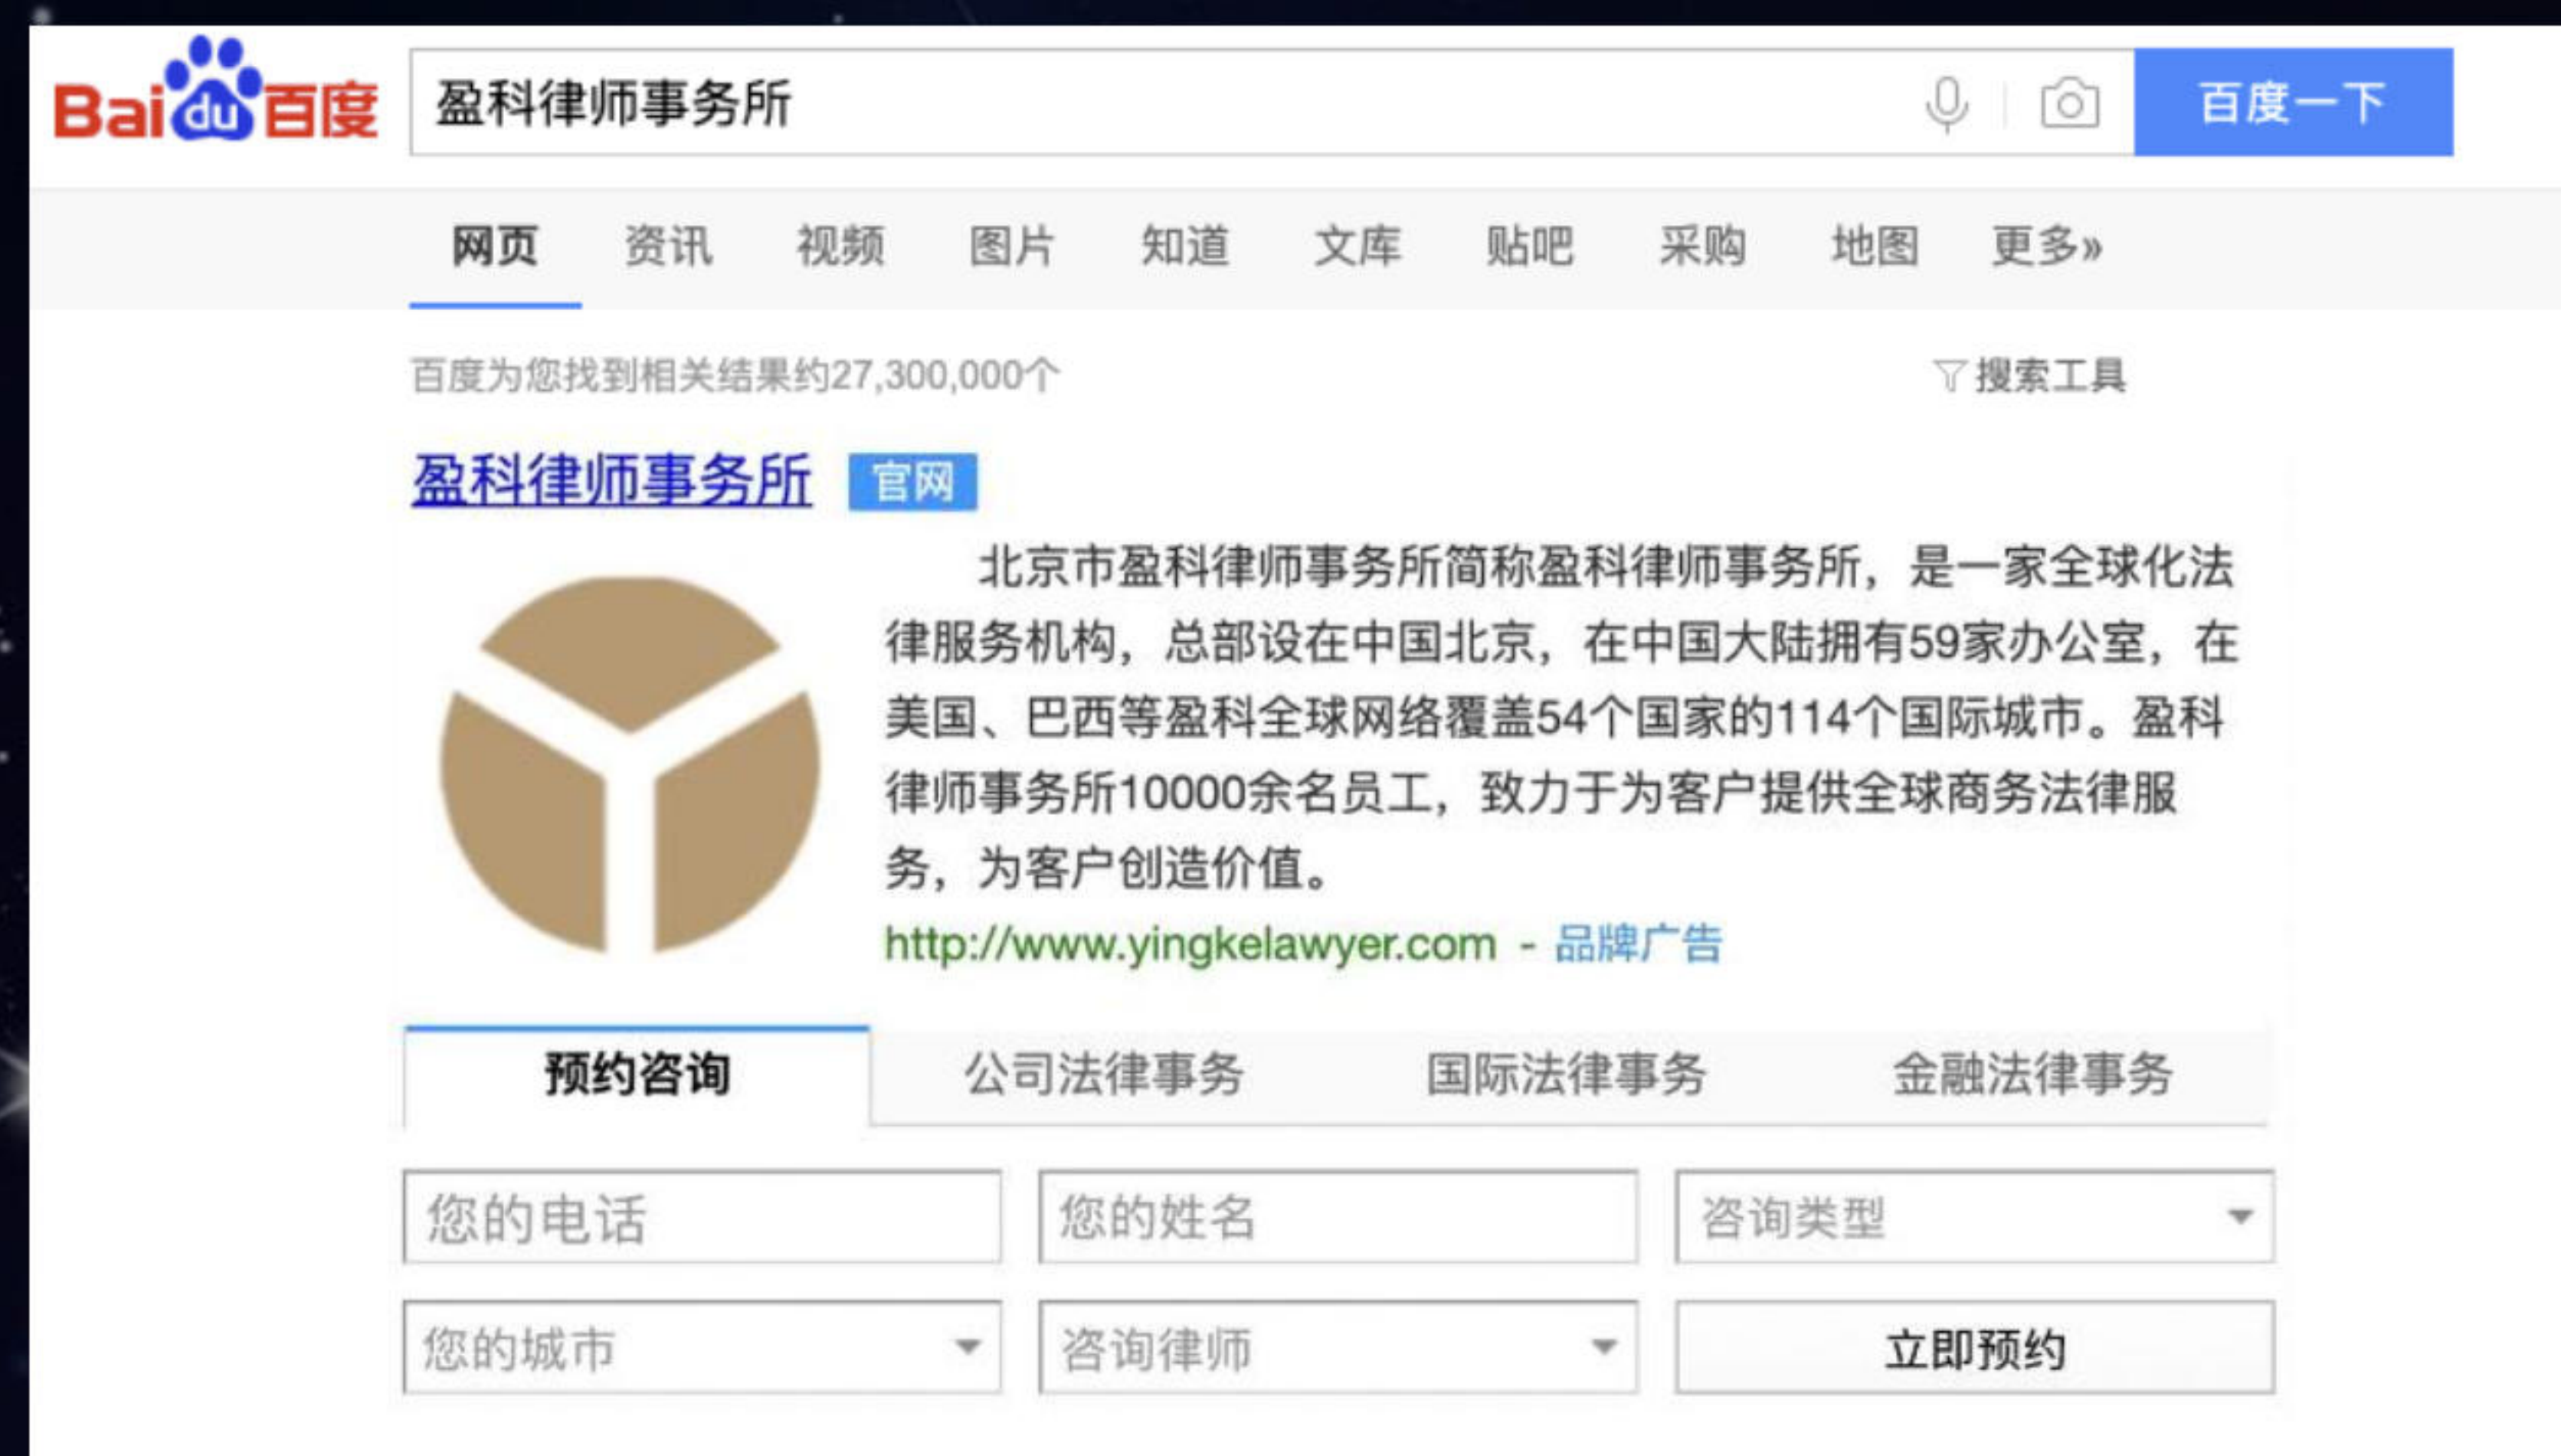 Bai du 百度
盈科律师事务所
百度一下
网页 资讯 视频 图片 知道 文库 贴吧 采购 地图 更多»
百度为您找到相关结果约27,300,000个
搜索工具
盈科律师事务所 官网
北京市盈科律师事务所简称盈科律师事务所，是一家全球化法
律服务机构，总部设在中国北京，在中国大陆拥有59家办公室，在
美国、巴西等盈科全球网络覆盖54个国家的114个国际城市。盈科
律师事务所10000余名员工，致力于为客户提供全球商务法律服
务，为客户创造价值。
http://www.yingkelawyer.com - 品牌广告
预约咨询 公司法律事务 国际法律事务 金融法律事务
您的电话 您的姓名 咨询类型
您的城市 咨询律师 立即预约